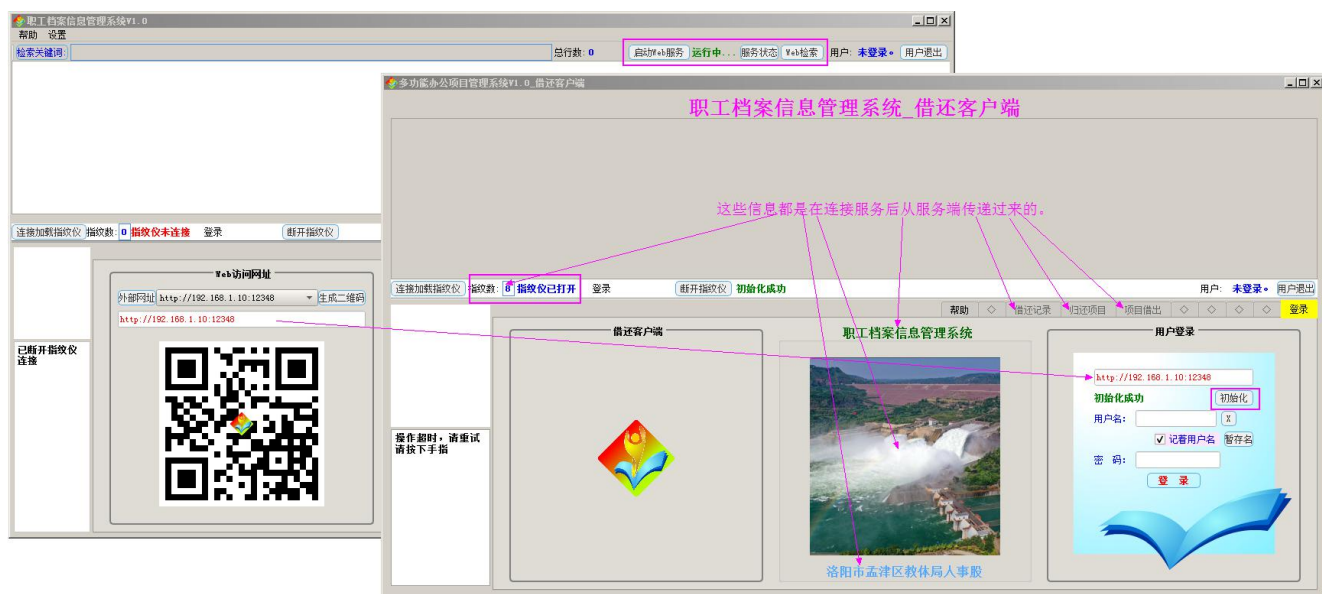 职工档案信息管理系统V1.0
帮助 设置
检索关键词: 总行数: 0 启动Web服务 运行中... 服务状态 Web检索 用户: 未登录。 用户退出
连接加载指纹仪 指纹数: 0 指纹仪未连接 登录 断开指纹仪
Web访问网址
外部网址 http://192.168.1.10:12348 生成二维码
http://192.168.1.10:12348
已断开指纹仪
连接
多功能办公项目管理系统V1.0_借还客户端
职工档案信息管理系统_借还客户端
这些信息都是在连接服务后从服务端传递过来的。
连接加载指纹仪 指纹数: 8 指纹仪已打开 登录 断开指纹仪 初始化成功 用户: 未登录。 用户退出
帮助 ◇ 借还记录 归还项目 项目借出 ◇ ◇ ◇ ◇ 登录
操作超时，请重试
请按下手指
借还客户端
职工档案信息管理系统
洛阳市孟津区教体局人事股
用户登录
http://192.168.1.10:12348
初始化成功 初始化
用户名: X
记着用户名 暂存名
密 码:
登 录